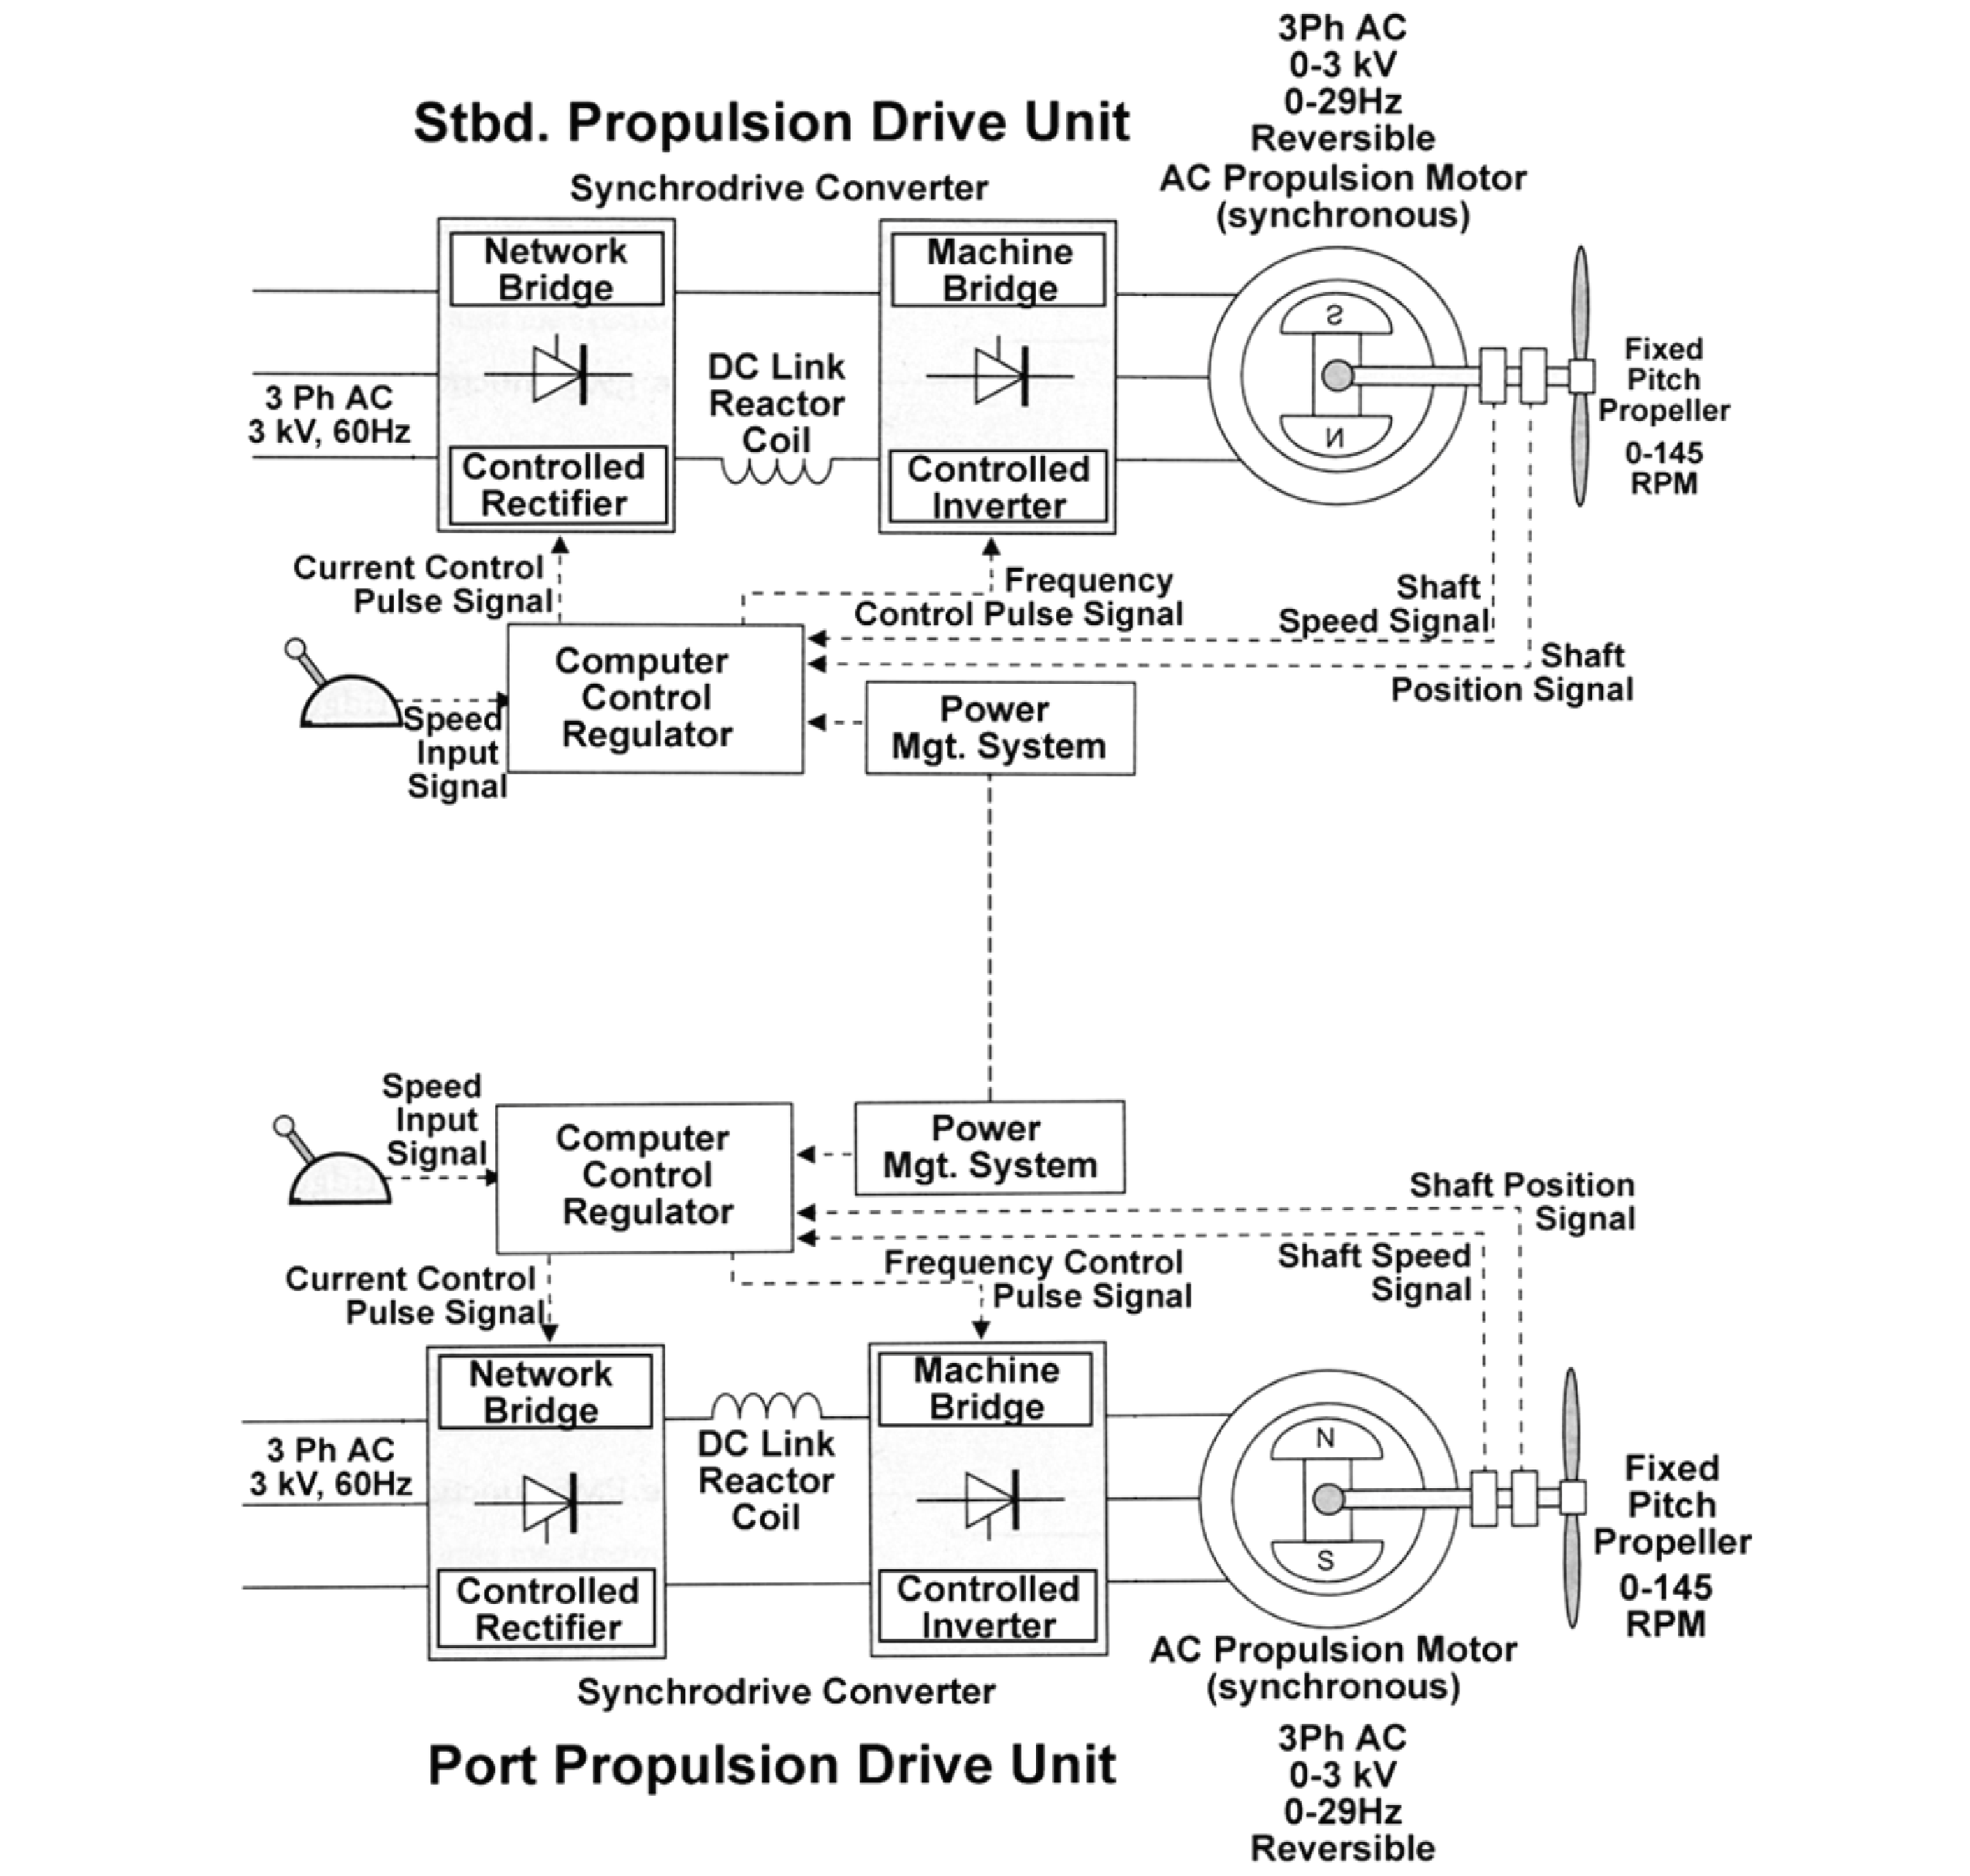 3Ph AC
0-3 kV
0-29Hz
Reversible
AC Propulsion Motor
(synchronous)
Stbd. Propulsion Drive Unit
Synchrodrive Converter
Network
Bridge
Machine
Bridge
3 Ph AC
3 kV, 60Hz
DC Link
Reactor
Coil
Controlled
Rectifier
Controlled
Inverter
S
N
Fixed
Pitch
Propeller
0-145
RPM
Current Control
Pulse Signal
Frequency
Control Pulse Signal
Shaft
Speed Signal
Shaft
Position Signal
Speed
Input
Signal
Computer
Control
Regulator
Power
Mgt. System
Speed
Input
Signal
Computer
Control
Regulator
Power
Mgt. System
Shaft Position
Signal
Shaft Speed
Signal
Current Control
Pulse Signal
Frequency Control
Pulse Signal
Network
Bridge
Machine
Bridge
3 Ph AC
3 kV, 60Hz
DC Link
Reactor
Coil
Controlled
Rectifier
Controlled
Inverter
N
S
Fixed
Pitch
Propeller
0-145
RPM
AC Propulsion Motor
(synchronous)
Synchrodrive Converter
Port Propulsion Drive Unit
3Ph AC
0-3 kV
0-29Hz
Reversible